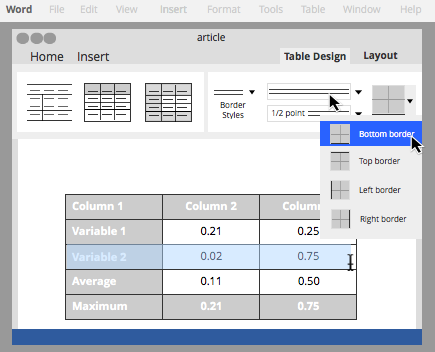 Word File Edit View Insert Format Tools Table Window Help
article
Home Insert Table Design Layout
Border
Styles
1/2 point
Bottom border
Top border
Left border
Right border
Column 1 Column 2
Variable 1 0.21 0.25
Variable 2 0.02 0.75
Average 0.11 0.50
Maximum 0.21 0.75